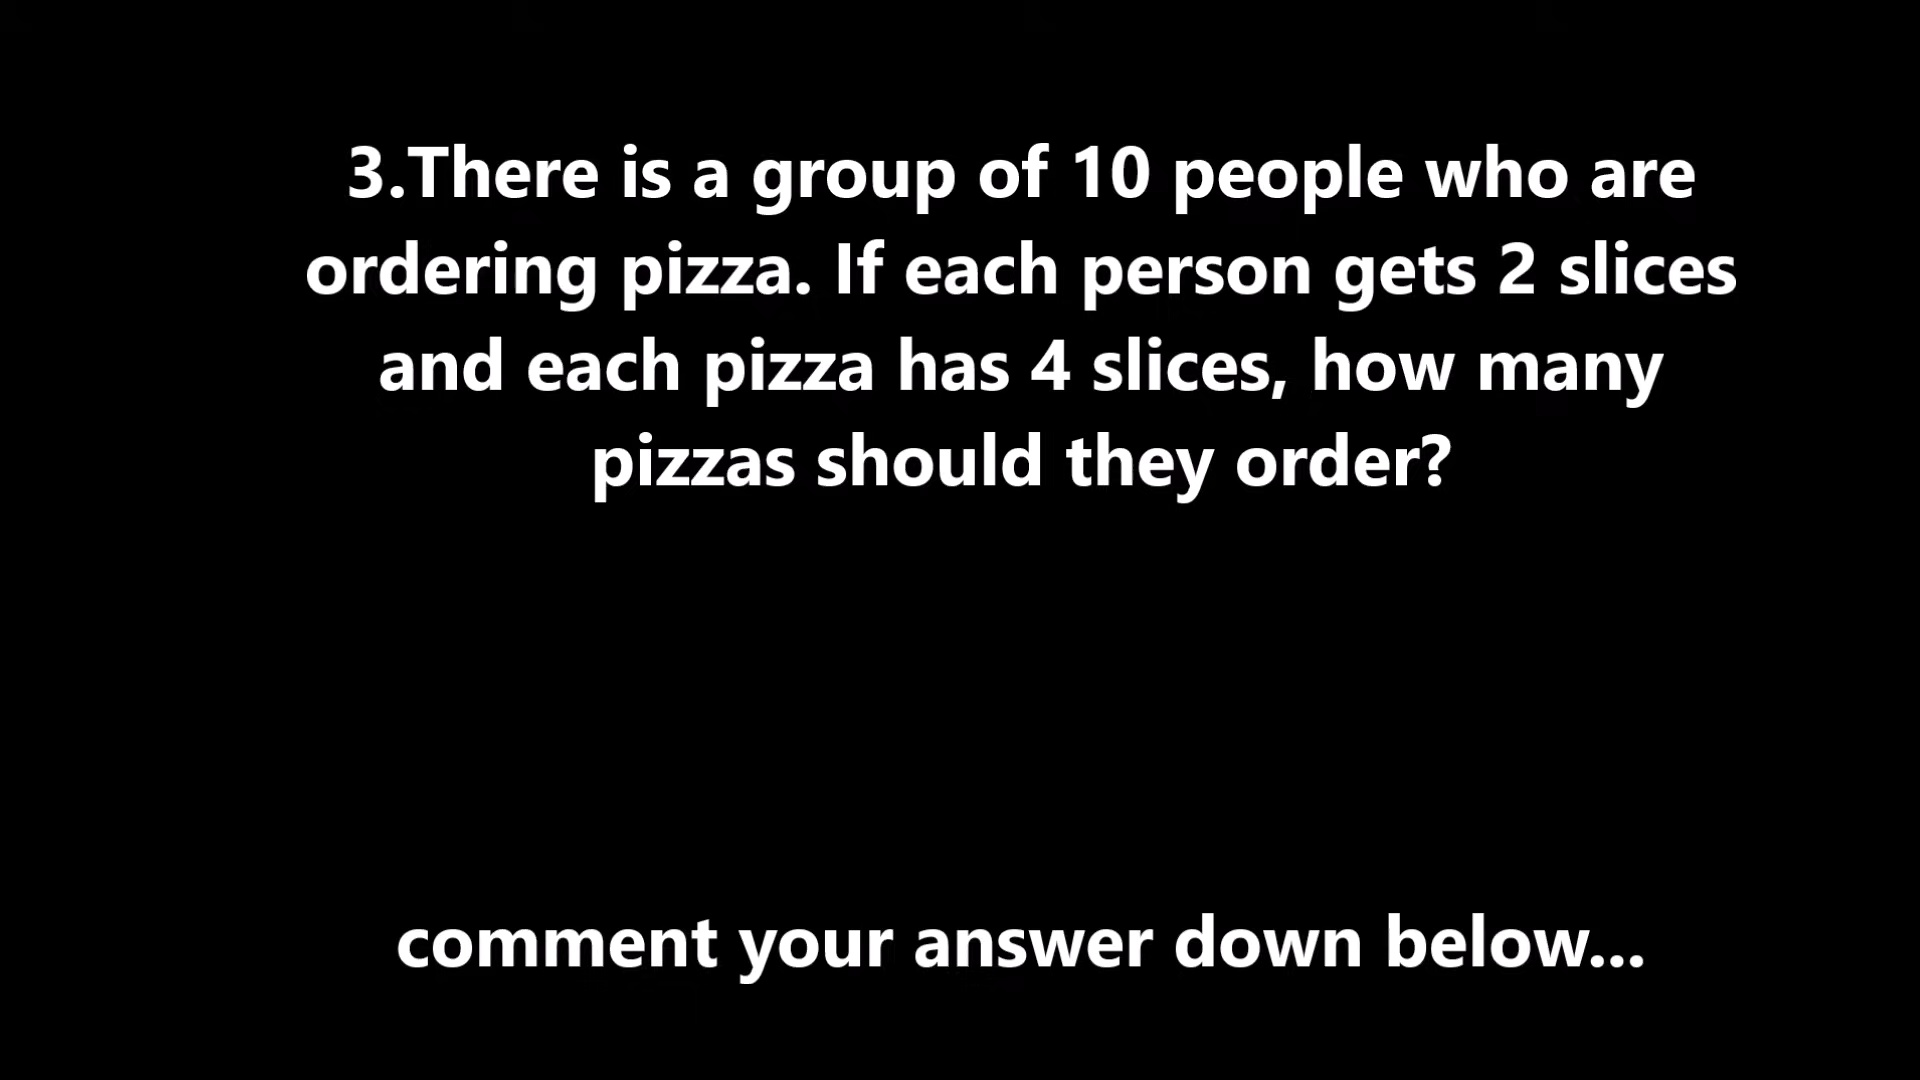 3.There is a group of 10 people who are
ordering pizza. If each person gets 2 slices
and each pizza has 4 slices, how many
pizzas should they order?
comment your answer down below...